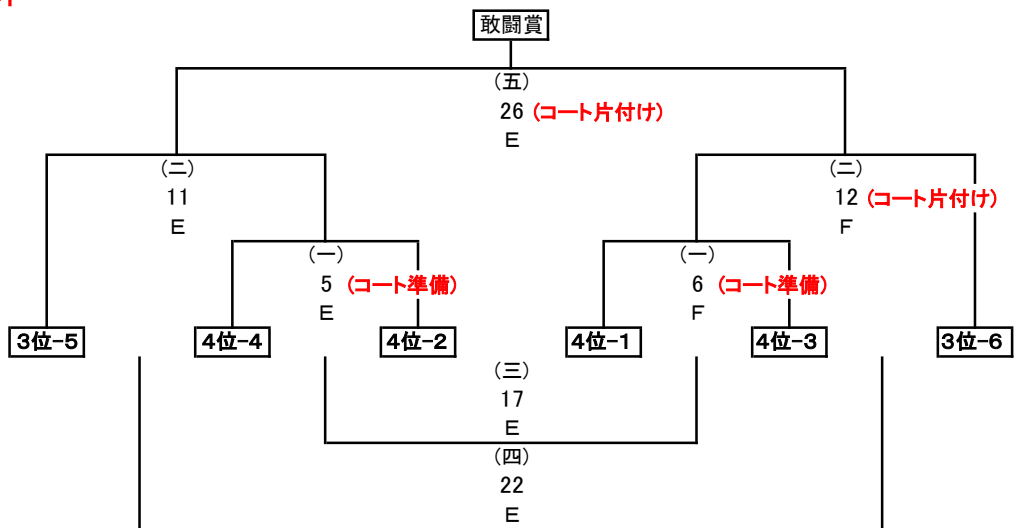 敢闘賞
(五)
26 (コート片付け)
E
(二)
11
E
(二)
12 (コート片付け)
F
(一)
5 (コート準備)
E
(一)
6 (コート準備)
F
3位-5
4位-4
4位-2
4位-1
4位-3
3位-6
(三)
17
E
(四)
22
E